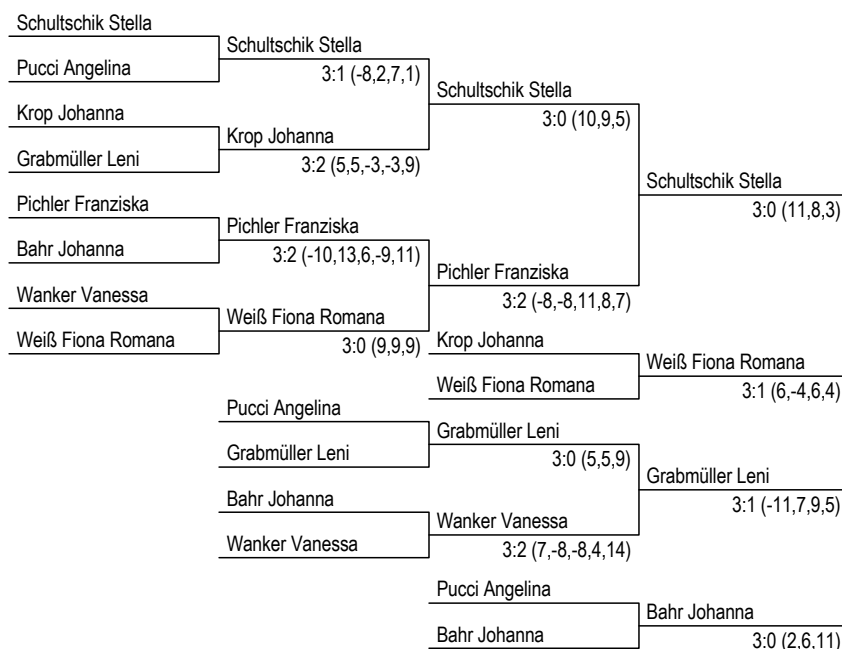 Schultschik Stella
Schultschik Stella
Pucci Angelina
3:1 (-8,2,7,1)
Schultschik Stella
Krop Johanna
3:0 (10,9,5)
Krop Johanna
Grabmüller Leni
3:2 (5,5,-3,-3,9)
Schultschik Stella
Pichler Franziska
3:0 (11,8,3)
Pichler Franziska
Bahr Johanna
3:2 (-10,13,6,-9,11)
Pichler Franziska
Wanker Vanessa
3:2 (-8,-8,11,8,7)
Weiß Fiona Romana
Weiß Fiona Romana
3:0 (9,9,9)
Krop Johanna
Weiß Fiona Romana
Weiß Fiona Romana
3:1 (6,-4,6,4)
Pucci Angelina
Grabmüller Leni
Grabmüller Leni
3:0 (5,5,9)
Grabmüller Leni
Bahr Johanna
3:1 (-11,7,9,5)
Wanker Vanessa
Wanker Vanessa
3:2 (7,-8,-8,4,14)
Pucci Angelina
Bahr Johanna
Bahr Johanna
3:0 (2,6,11)